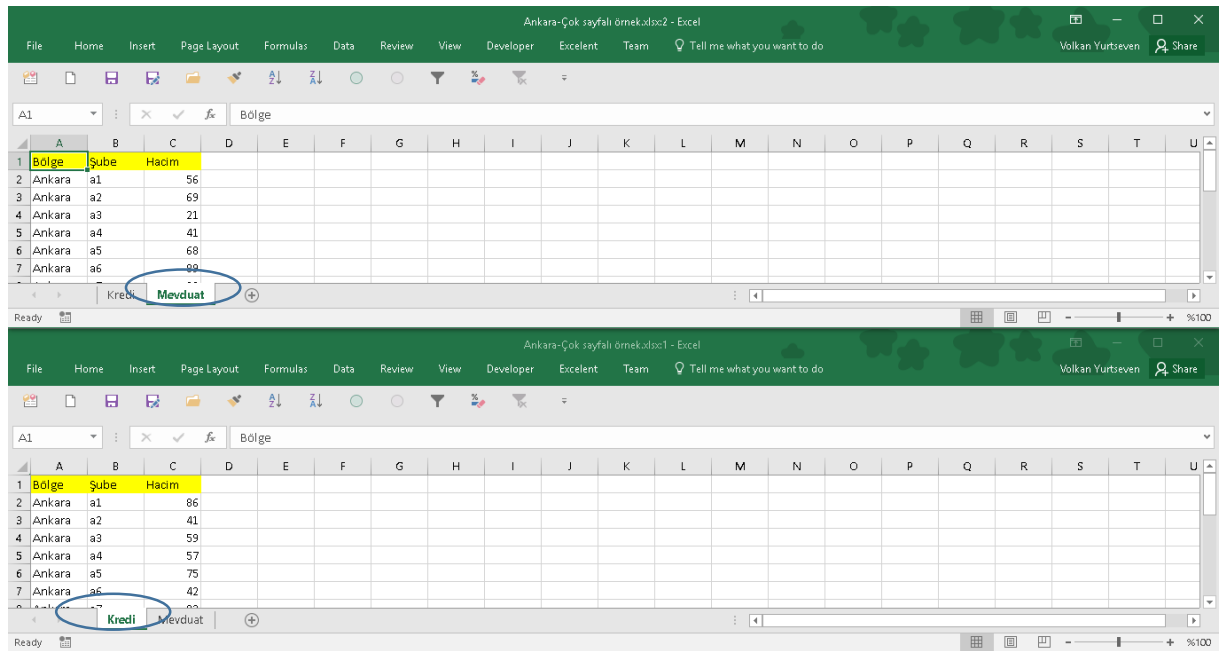 Ankara-Çok sayfalı örnek.xlsx:2 - Excel
File Home Insert Page Layout Formulas Data Review View Developer Excelent Team Tell me what you want to do Volkan Yurtseven Share
A1 fx Bölge
A B C D E F G H I J K L M N O P Q R S T U
1 Bölge Şube Hacim
2 Ankara a1 56
3 Ankara a2 69
4 Ankara a3 21
5 Ankara a4 41
6 Ankara a5 68
7 Ankara a6
Kredi Mevduat
Ready %100
Ankara-Çok sayfalı örnek.xlsx:1 - Excel
File Home Insert Page Layout Formulas Data Review View Developer Excelent Team Tell me what you want to do Volkan Yurtseven Share
A1 fx Bölge
A B C D E F G H I J K L M N O P Q R S T U
1 Bölge Şube Hacim
2 Ankara a1 86
3 Ankara a2 41
4 Ankara a3 59
5 Ankara a4 57
6 Ankara a5 75
7 Ankara a6 42
Kredi Mevduat
Ready %100